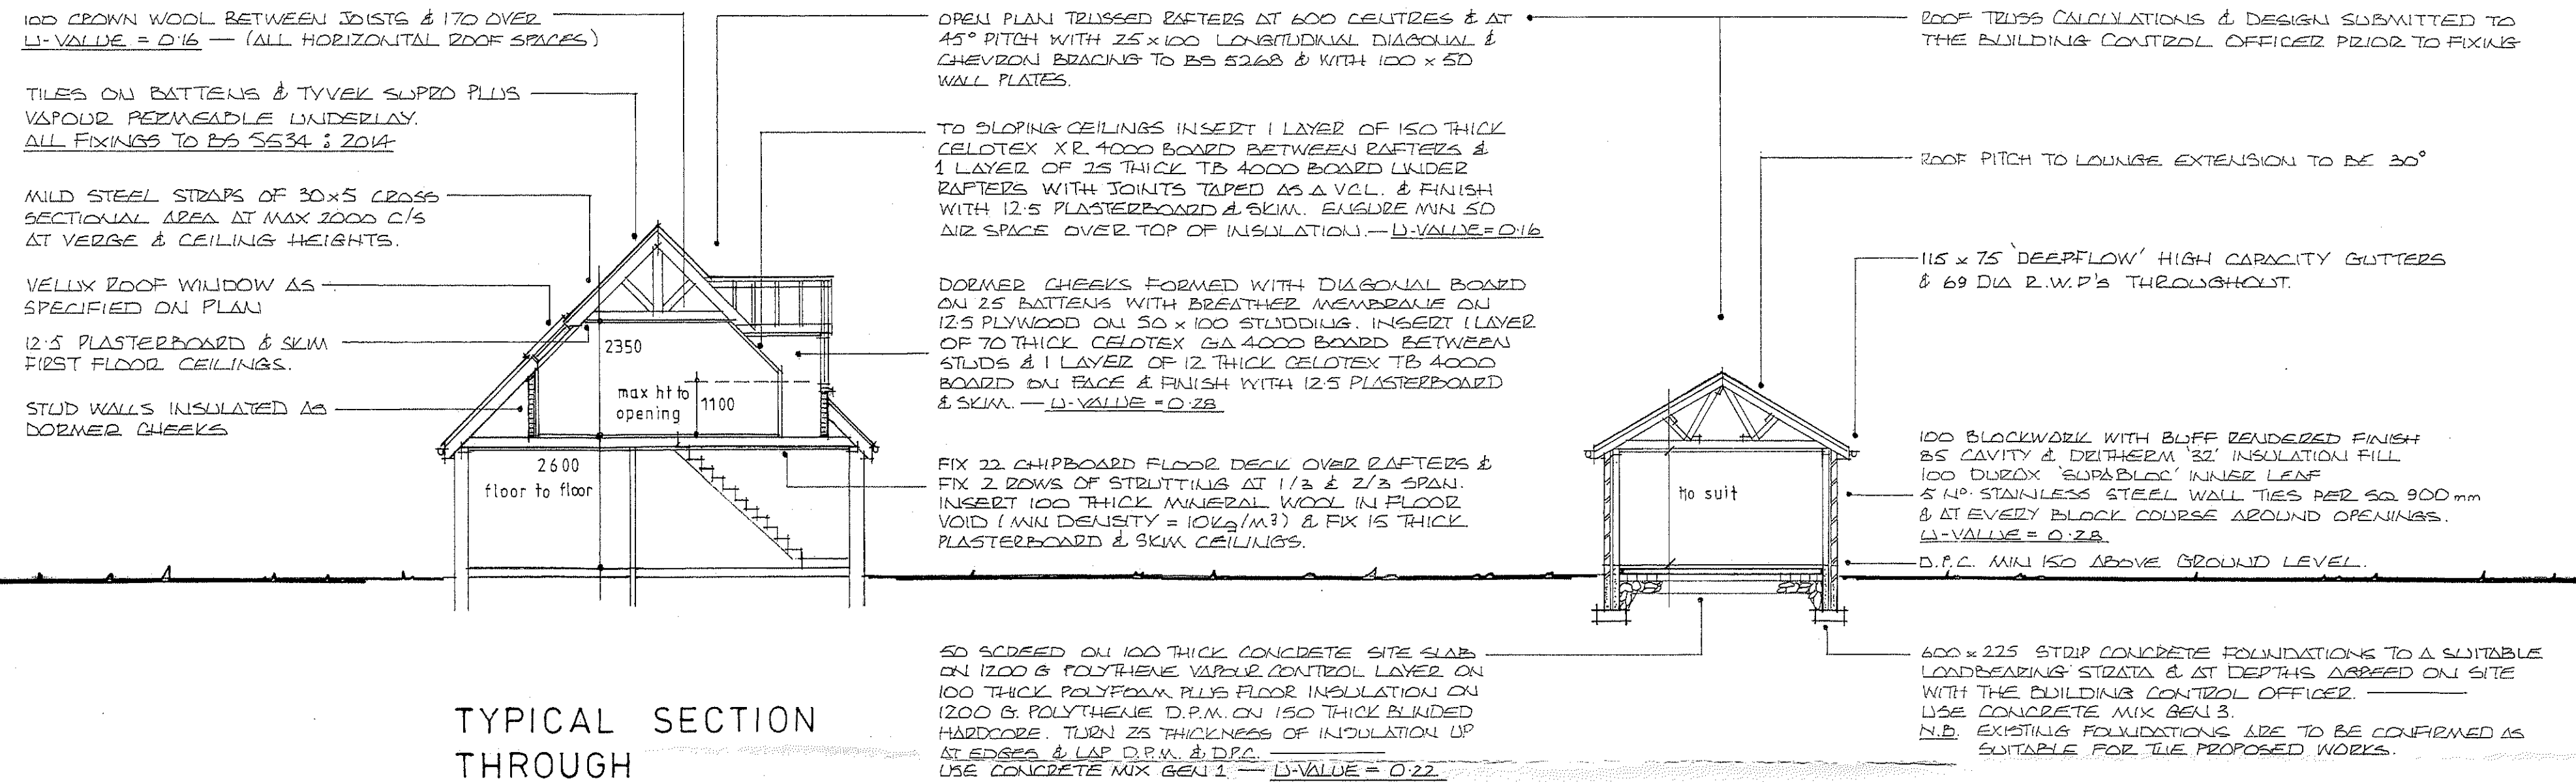 100 CROWN WOOL BETWEEN JOISTS & 170 OVER
U-VALUE = 0·16 — (ALL HORIZONTAL ROOF SPACES)
TILES ON BATTENS & TYVEK SUPRO PLUS
VAPOUR PERMEABLE UNDERLAY.
ALL FIXINGS TO BS 5534 : 2014
MILD STEEL STRAPS OF 30x5 CROSS
SECTIONAL AREA AT MAX 2000 C/S
AT VERGE & CEILING HEIGHTS.
VELUX ROOF WINDOW AS
SPECIFIED ON PLAN
12·5 PLASTERBOARD & SKIM
FIRST FLOOR CEILINGS.
STUD WALLS INSULATED AS
DORMER CHEEKS
2350
max ht to
opening
1100
2600
floor to floor
TYPICAL SECTION
THROUGH
OPEN PLAN TRUSSED RAFTERS AT 600 CENTRES & AT
45° PITCH WITH 25x100 LONGITUDINAL DIAGONAL &
CHEVRON BRACING TO BS 5268 & WITH 100 x 50
WALL PLATES.
TO SLOPING CEILINGS INSERT 1 LAYER OF 150 THICK
CELOTEX XR 4000 BOARD BETWEEN RAFTERS &
1 LAYER OF 25 THICK TB 4000 BOARD UNDER
RAFTERS WITH JOINTS TAPED AS A VCL. & FINISH
WITH 12·5 PLASTERBOARD & SKIM. ENSURE MIN 50
AIR SPACE OVER TOP OF INSULATION.— U-VALUE=0·16
DORMER CHEEKS FORMED WITH DIAGONAL BOARD
ON 25 BATTENS WITH BREATHER MEMBRANE ON
12·5 PLYWOOD ON 50 x 100 STUDDING. INSERT 1 LAYER
OF 70 THICK CELOTEX GA 4000 BOARD BETWEEN
STUDS & 1 LAYER OF 12 THICK CELOTEX TB 4000
BOARD ON FACE & FINISH WITH 12·5 PLASTERBOARD
& SKIM. — U-VALUE = 0·28
FIX 22 CHIPBOARD FLOOR DECK OVER RAFTERS &
FIX 2 ROWS OF STRUTTING AT 1/3 & 2/3 SPAN.
INSERT 100 THICK MINERAL WOOL IN FLOOR
VOID (MIN DENSITY = 10Kg/M³) & FIX 15 THICK
PLASTERBOARD & SKIM CEILINGS.
50 SCREED ON 100 THICK CONCRETE SITE SLAB
ON 1200 G POLYTHENE VAPOUR CONTROL LAYER ON
100 THICK POLYFOAM PLUS FLOOR INSULATION ON
1200 G. POLYTHENE D.P.M. ON 150 THICK BLINDED
HARDCORE. TURN 25 THICKNESS OF INSULATION UP
AT EDGES & LAP D.P.M. & D.P.C.
USE CONCRETE MIX GEN 1 — U-VALUE = 0·22
ROOF TRUSS CALCULATIONS & DESIGN SUBMITTED TO
THE BUILDING CONTROL OFFICER PRIOR TO FIXING
ROOF PITCH TO LOUNGE EXTENSION TO BE 30°
115 x 75 'DEEPFLOW' HIGH CAPACITY GUTTERS
& 69 DIA R.W.P's THROUGHOUT.
to suit
100 BLOCKWORK WITH BUFF RENDERED FINISH
85 CAVITY & DRITHERM '32' INSULATION FILL
100 DUROX 'SUPABLOC' INNER LEAF
5 Nº. STAINLESS STEEL WALL TIES PER SQ 900 mm
& AT EVERY BLOCK COURSE AROUND OPENINGS.
U-VALUE = 0·28
D.P.C. MIN 150 ABOVE GROUND LEVEL.
600 x 225 STRIP CONCRETE FOUNDATIONS TO A SUITABLE
LOADBEARING STRATA & AT DEPTHS AGREED ON SITE
WITH THE BUILDING CONTROL OFFICER.
USE CONCRETE MIX GEN 3.
N.B. EXISTING FOUNDATIONS ARE TO BE CONFIRMED AS
SUITABLE FOR THE PROPOSED WORKS.